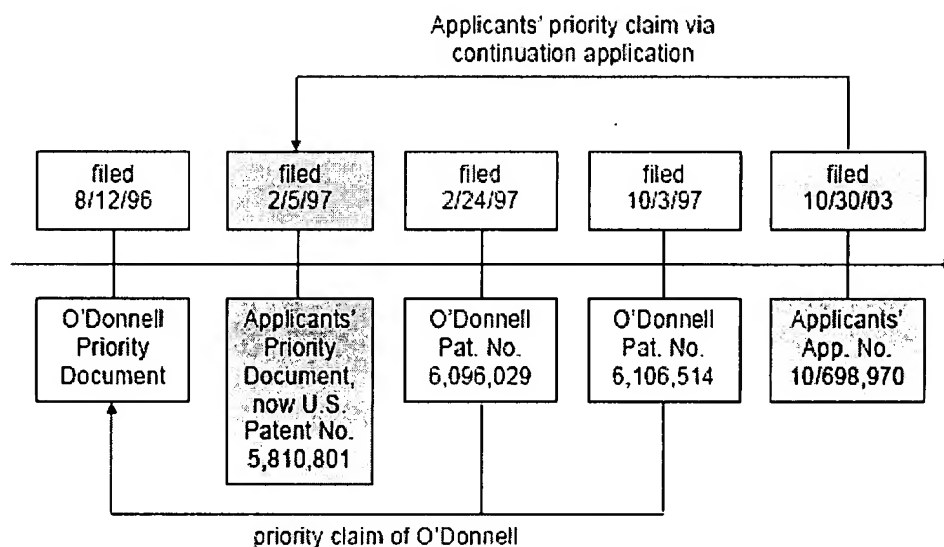 Applicants' priority claim via
continuation application
filed
8/12/96
filed
2/5/97
filed
2/24/97
filed
10/3/97
filed
10/30/03
O'Donnell
Priority
Document
Applicants'
Priority
Document,
now U.S.
Patent No.
5,810,801
O'Donnell
Pat. No.
6,096,029
O'Donnell
Pat. No.
6,106,514
Applicants'
App. No.
10/698,970
priority claim of O'Donnell